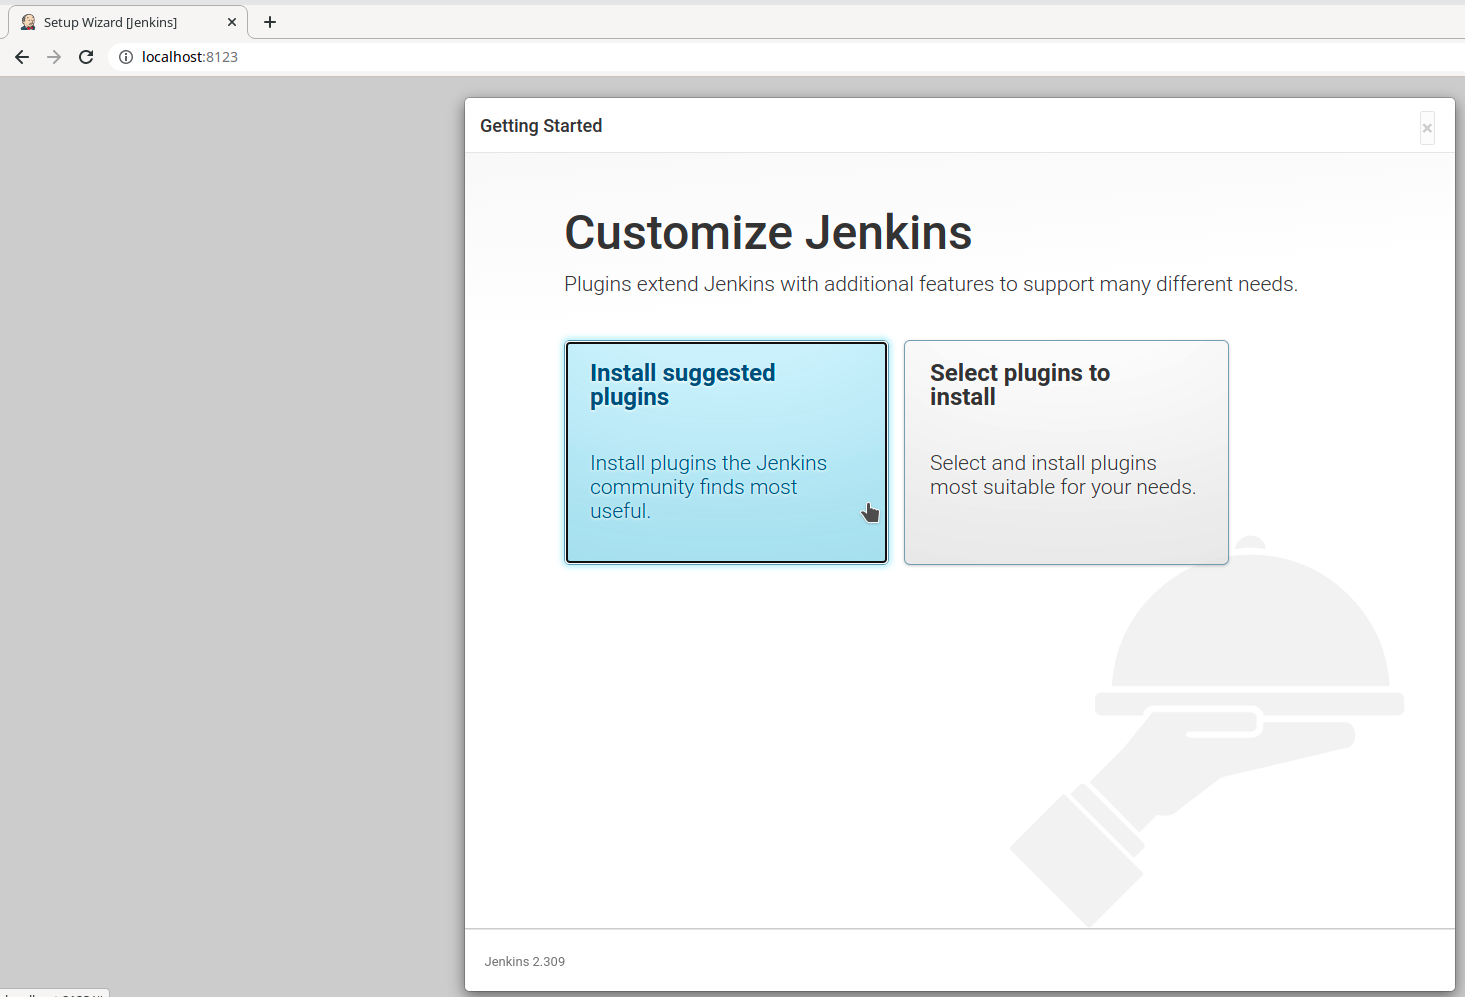 Setup Wizard [Jenkins]
localhost:8123
Getting Started
Customize Jenkins
Plugins extend Jenkins with additional features to support many different needs.
Install suggested
plugins
Install plugins the Jenkins
community finds most
useful.
Select plugins to
install
Select and install plugins
most suitable for your needs.
Jenkins 2.309